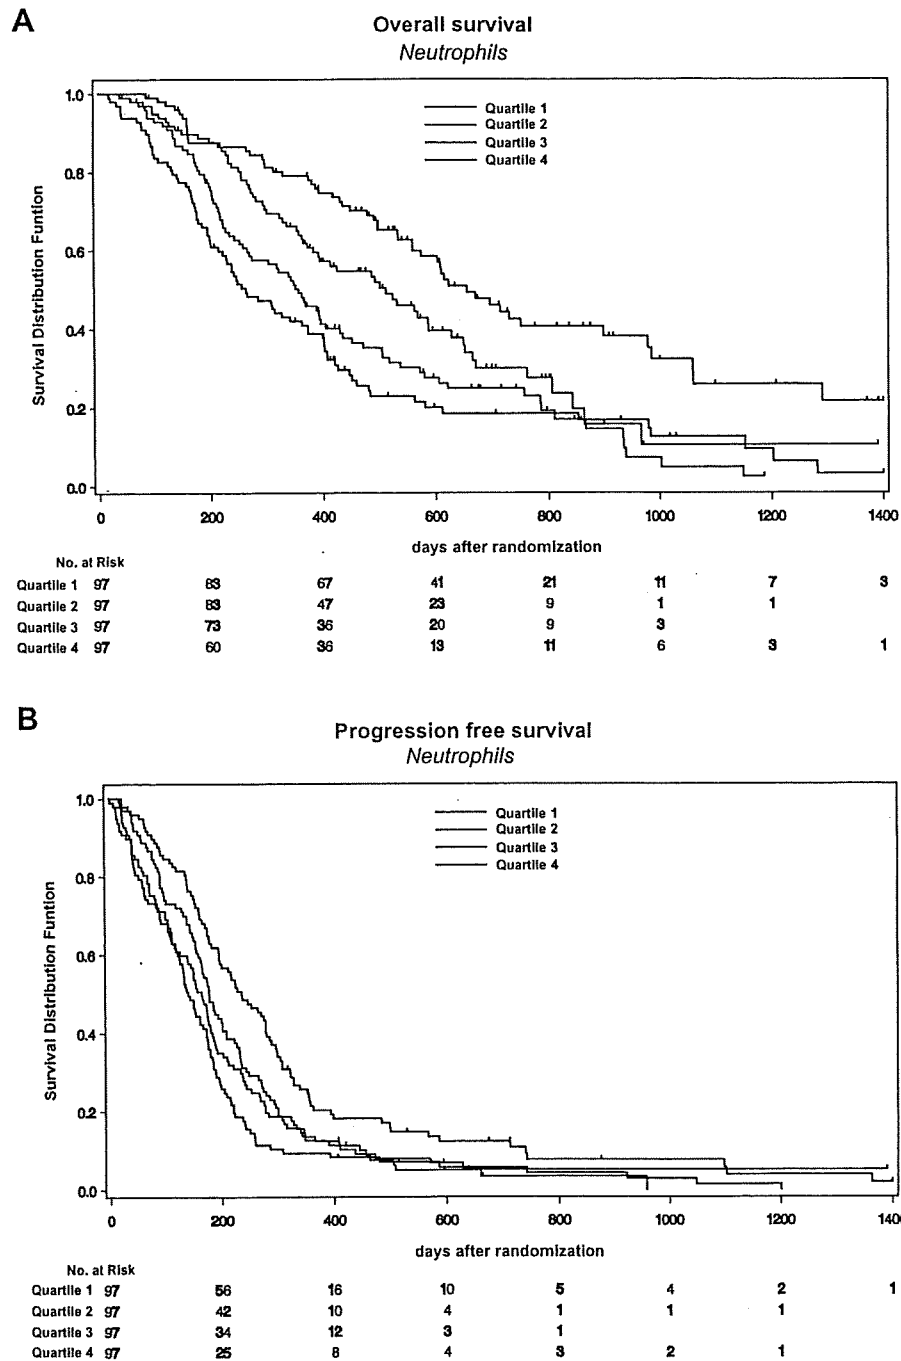 A
Overall survival
Neutrophils
Quartile 1
Quartile 2
Quartile 3
Quartile 4
Survival Distribution Funtion
1.0
0.8
0.6
0.4
0.2
0.0
0 200 400 600 800 1000 1200 1400
days after randomization
No. at Risk
Quartile 1 97 83 67 41 21 11 7 3
Quartile 2 97 83 47 23 9 1 1
Quartile 3 97 73 36 20 9 3
Quartile 4 97 60 36 13 11 6 3 1
B
Progression free survival
Neutrophils
Quartile 1
Quartile 2
Quartile 3
Quartile 4
Survival Distribution Funtion
1.0
0.8
0.6
0.4
0.2
0.0
0 200 400 600 800 1000 1200 140
days after randomization
No. at Risk
Quartile 1 97 56 16 10 5 4 2 1
Quartile 2 97 42 10 4 1 1 1
Quartile 3 97 34 12 3 1
Quartile 4 97 25 8 4 3 2 1